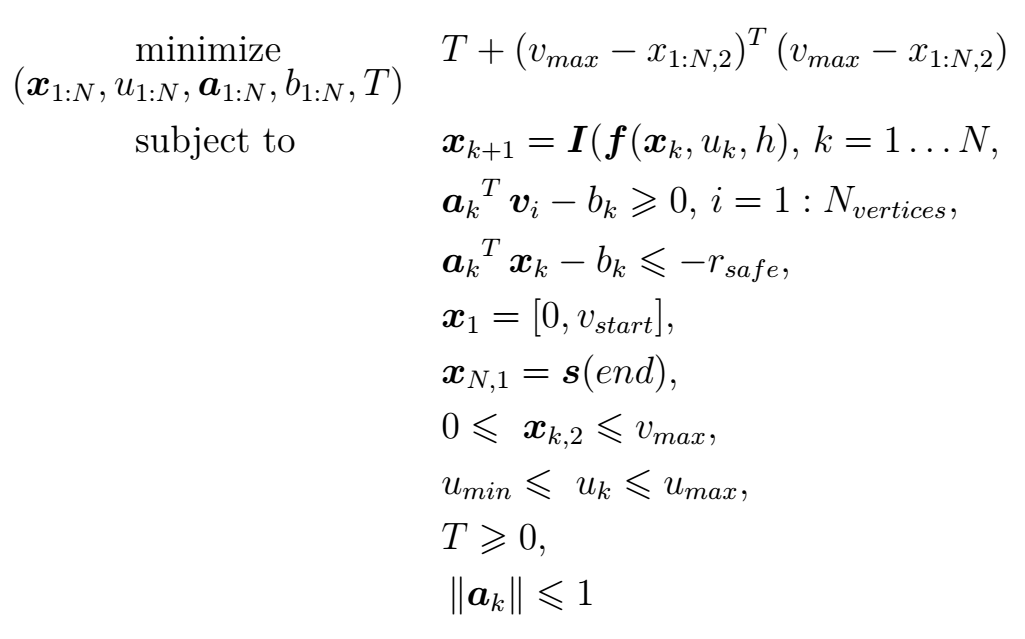 minimize T + (v_{max} − x_{1:N,2})^T (v_{max} − x_{1:N,2})
(x_{1:N}, u_{1:N}, a_{1:N}, b_{1:N}, T)
subject to x_{k+1} = I(f(x_k, u_k, h), k = 1 … N,
a_k^T v_i − b_k ⩾ 0, i = 1 : N_{vertices},
a_k^T x_k − b_k ⩽ −r_{safe},
x_1 = [0, v_{start}],
x_{N,1} = s(end),
0 ⩽ x_{k,2} ⩽ v_{max},
u_{min} ⩽ u_k ⩽ u_{max},
T ⩾ 0,
‖a_k‖ ⩽ 1